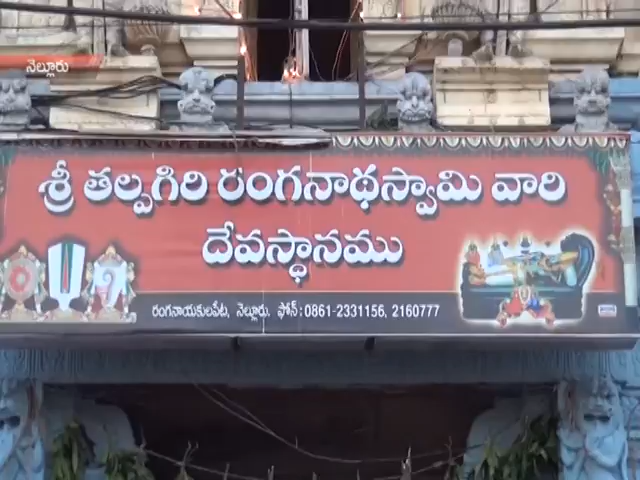 నెల్లూరు
శ్రీ తల్పగిరి రంగనాథస్వామి వారి
దేవస్థానము
రంగనాయకులపేట, నెల్లూరు. ఫోన్ : 0861-2331156, 2160777